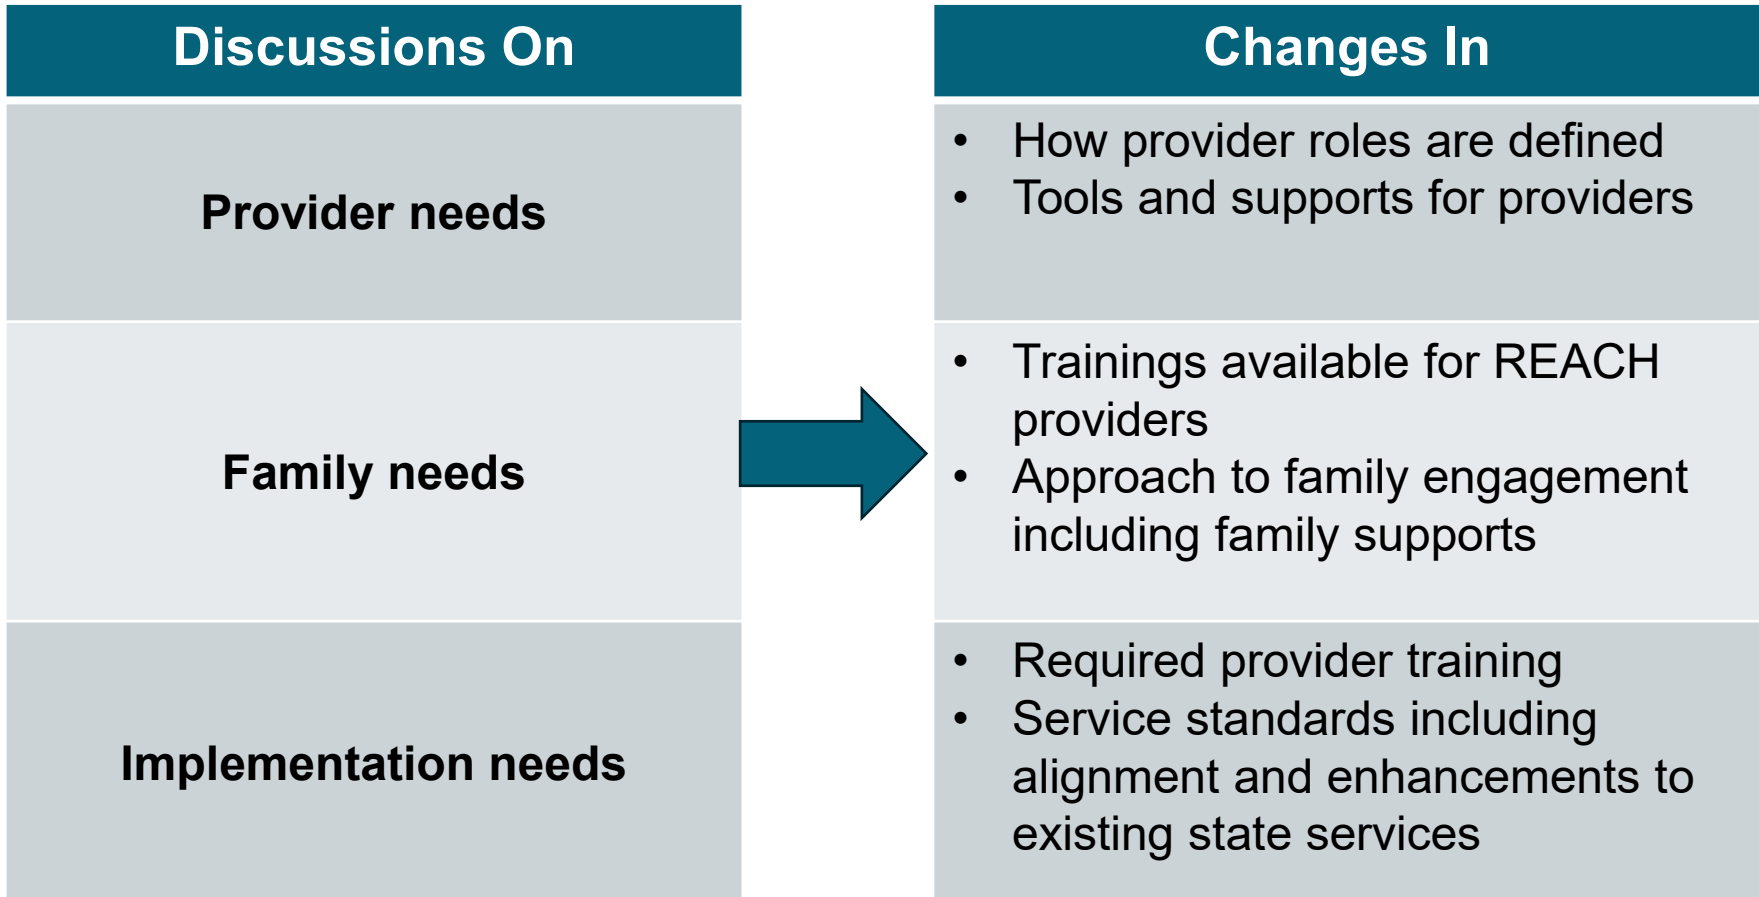 Discussions On
Changes In
Provider needs
• How provider roles are defined
• Tools and supports for providers
Family needs
• Trainings available for REACH
providers
• Approach to family engagement
including family supports
Implementation needs
• Required provider training
• Service standards including
alignment and enhancements to
existing state services